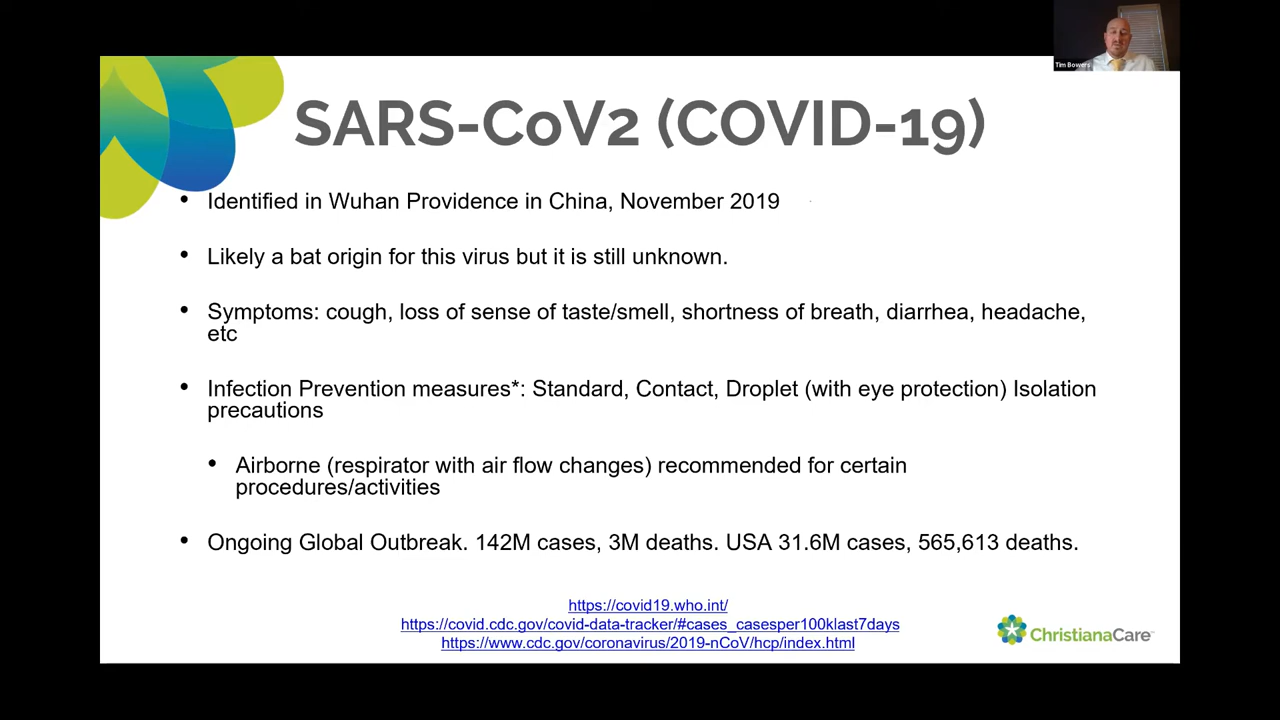 Tim Bowers
SARS-CoV2 (COVID-19)
• Identified in Wuhan Providence in China, November 2019
• Likely a bat origin for this virus but it is still unknown.
• Symptoms: cough, loss of sense of taste/smell, shortness of breath, diarrhea, headache,
etc
• Infection Prevention measures*: Standard, Contact, Droplet (with eye protection) Isolation
precautions
• Airborne (respirator with air flow changes) recommended for certain
procedures/activities
• Ongoing Global Outbreak. 142M cases, 3M deaths. USA 31.6M cases, 565,613 deaths.
https://covid19.who.int/
https://covid.cdc.gov/covid-data-tracker/#cases_casesper100klast7days
https://www.cdc.gov/coronavirus/2019-nCoV/hcp/index.html
ChristianaCare™